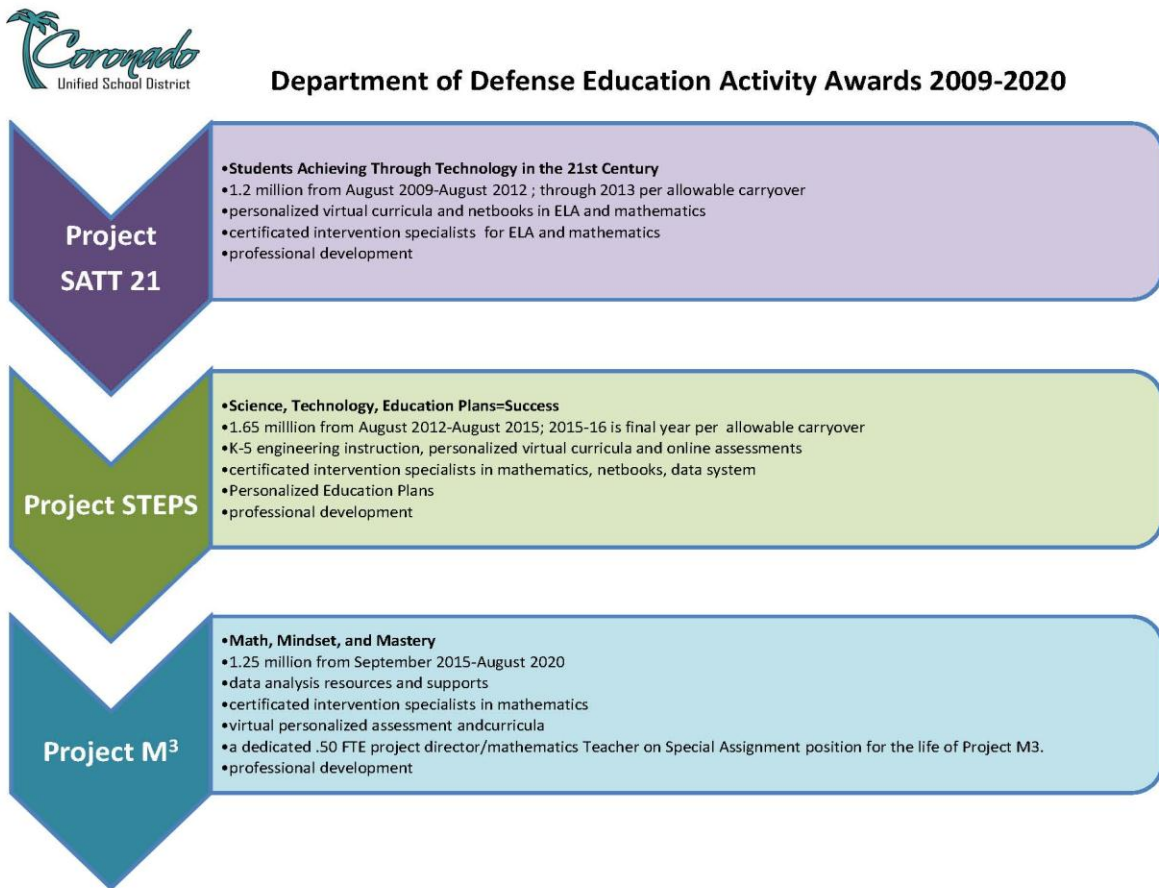 Coronado
Unified School District
Department of Defense Education Activity Awards 2009-2020
Project
SATT 21
•Students Achieving Through Technology in the 21st Century
•1.2 million from August 2009-August 2012 ; through 2013 per allowable carryover
•personalized virtual curricula and netbooks in ELA and mathematics
•certificated intervention specialists  for ELA and mathematics
•professional development
Project STEPS
•Science, Technology, Education Plans=Success
•1.65 milllion from August 2012-August 2015; 2015-16 is final year per  allowable carryover
•K-5 engineering instruction, personalized virtual curricula and online assessments
•certificated intervention specialists in mathematics, netbooks, data system
•Personalized Education Plans
•professional development
Project M³
•Math, Mindset, and Mastery
•1.25 million from September 2015-August 2020
•data analysis resources and supports
•certificated intervention specialists in mathematics
•virtual personalized assessment andcurricula
•a dedicated .50 FTE project director/mathematics Teacher on Special Assignment position for the life of Project M3.
•professional development